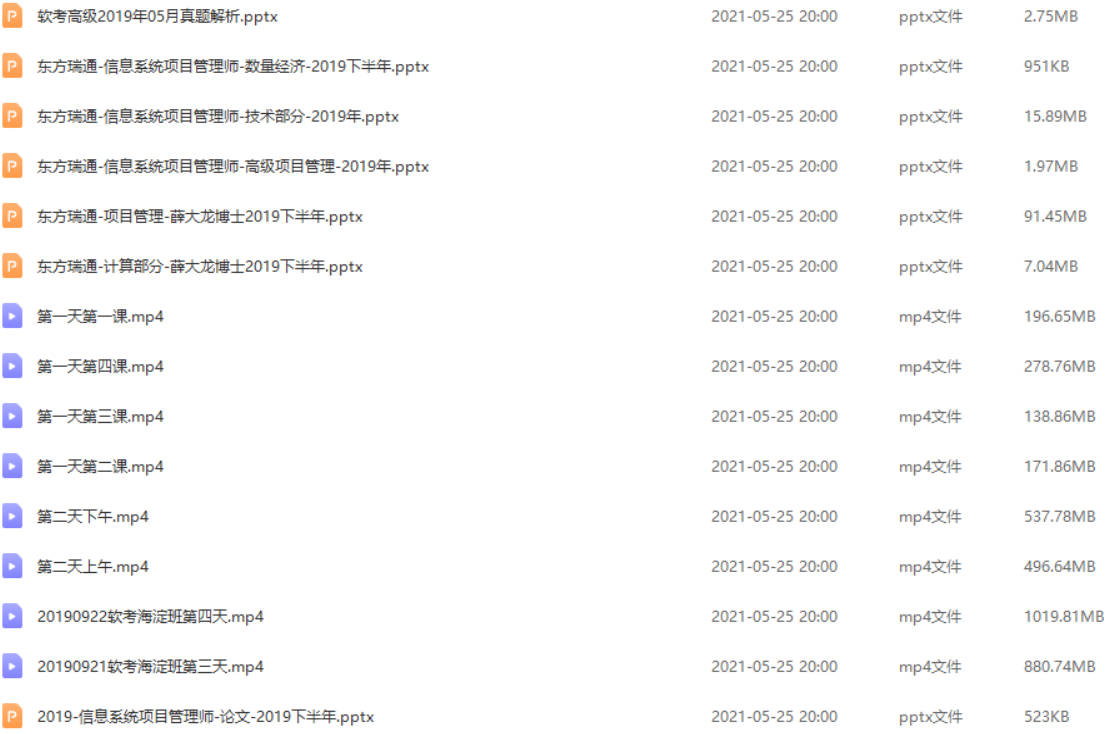 软考高级2019年05月真题解析.pptx 2021-05-25 20:00 pptx文件 2.75MB
东方瑞通-信息系统项目管理师-数量经济-2019下半年.pptx 2021-05-25 20:00 pptx文件 951KB
东方瑞通-信息系统项目管理师-技术部分-2019年.pptx 2021-05-25 20:00 pptx文件 15.89MB
东方瑞通-信息系统项目管理师-高级项目管理-2019年.pptx 2021-05-25 20:00 pptx文件 1.97MB
东方瑞通-项目管理-薛大龙博士2019下半年.pptx 2021-05-25 20:00 pptx文件 91.45MB
东方瑞通-计算部分-薛大龙博士2019下半年.pptx 2021-05-25 20:00 pptx文件 7.04MB
第一天第一课.mp4 2021-05-25 20:00 mp4文件 196.65MB
第一天第四课.mp4 2021-05-25 20:00 mp4文件 278.76MB
第一天第三课.mp4 2021-05-25 20:00 mp4文件 138.86MB
第一天第二课.mp4 2021-05-25 20:00 mp4文件 171.86MB
第二天下午.mp4 2021-05-25 20:00 mp4文件 537.78MB
第二天上午.mp4 2021-05-25 20:00 mp4文件 496.64MB
20190922软考海淀班第四天.mp4 2021-05-25 20:00 mp4文件 1019.81MB
20190921软考海淀班第三天.mp4 2021-05-25 20:00 mp4文件 880.74MB
2019-信息系统项目管理师-论文-2019下半年.pptx 2021-05-25 20:00 pptx文件 523KB